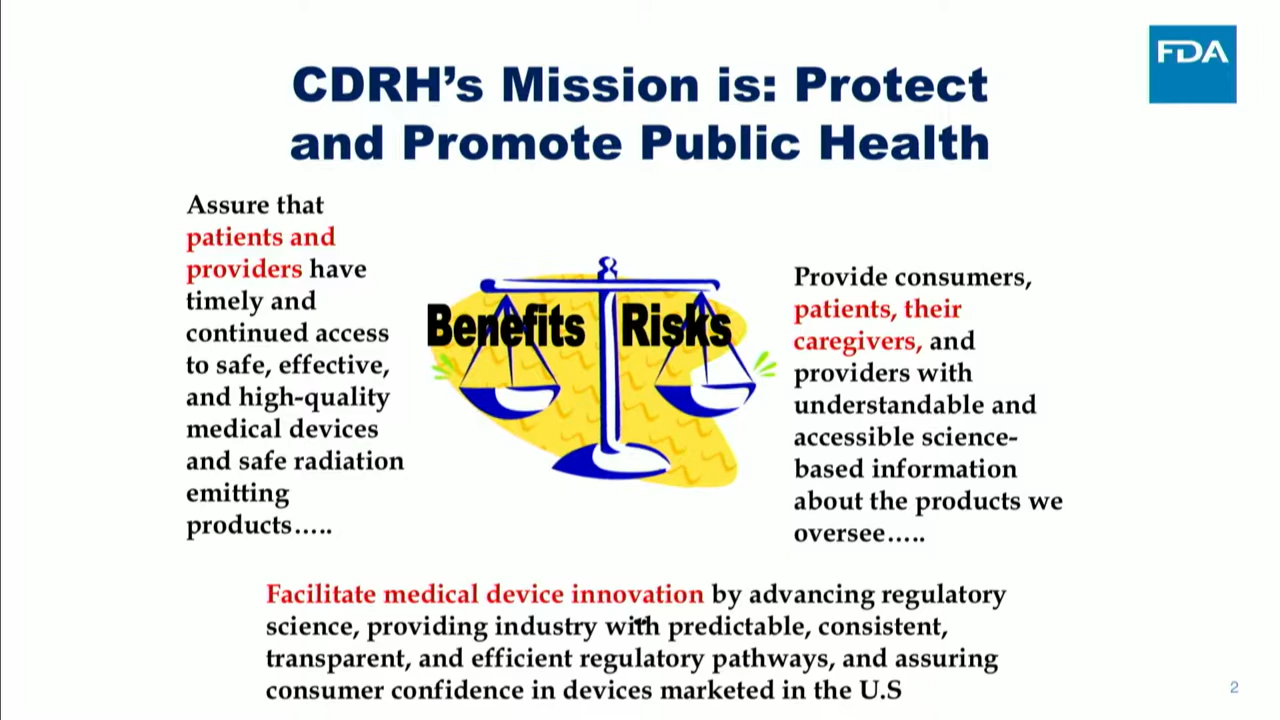 FDA
CDRH’s Mission is: Protect
and Promote Public Health
Assure that
patients and
providers have
timely and
continued access
to safe, effective,
and high-quality
medical devices
and safe radiation
emitting
products…..
Benefits Risks
Provide consumers,
patients, their
caregivers, and
providers with
understandable and
accessible science-
based information
about the products we
oversee…..
Facilitate medical device innovation by advancing regulatory
science, providing industry with predictable, consistent,
transparent, and efficient regulatory pathways, and assuring
consumer confidence in devices marketed in the U.S
2